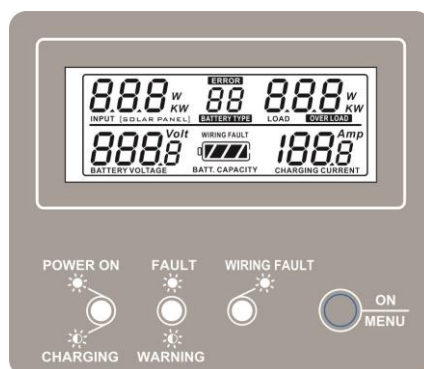 ERROR
8.8.8 W KW 88 8.8.8 W KW
INPUT [SOLAR PANEL] BATTERY TYPE LOAD OVER LOAD
888.8 Volt WIRING FAULT 188.8 Amp
BATTERY VOLTAGE BATT. CAPACITY CHARGING CURRENT
POWER ON FAULT WIRING FAULT
ON
MENU
CHARGING WARNING